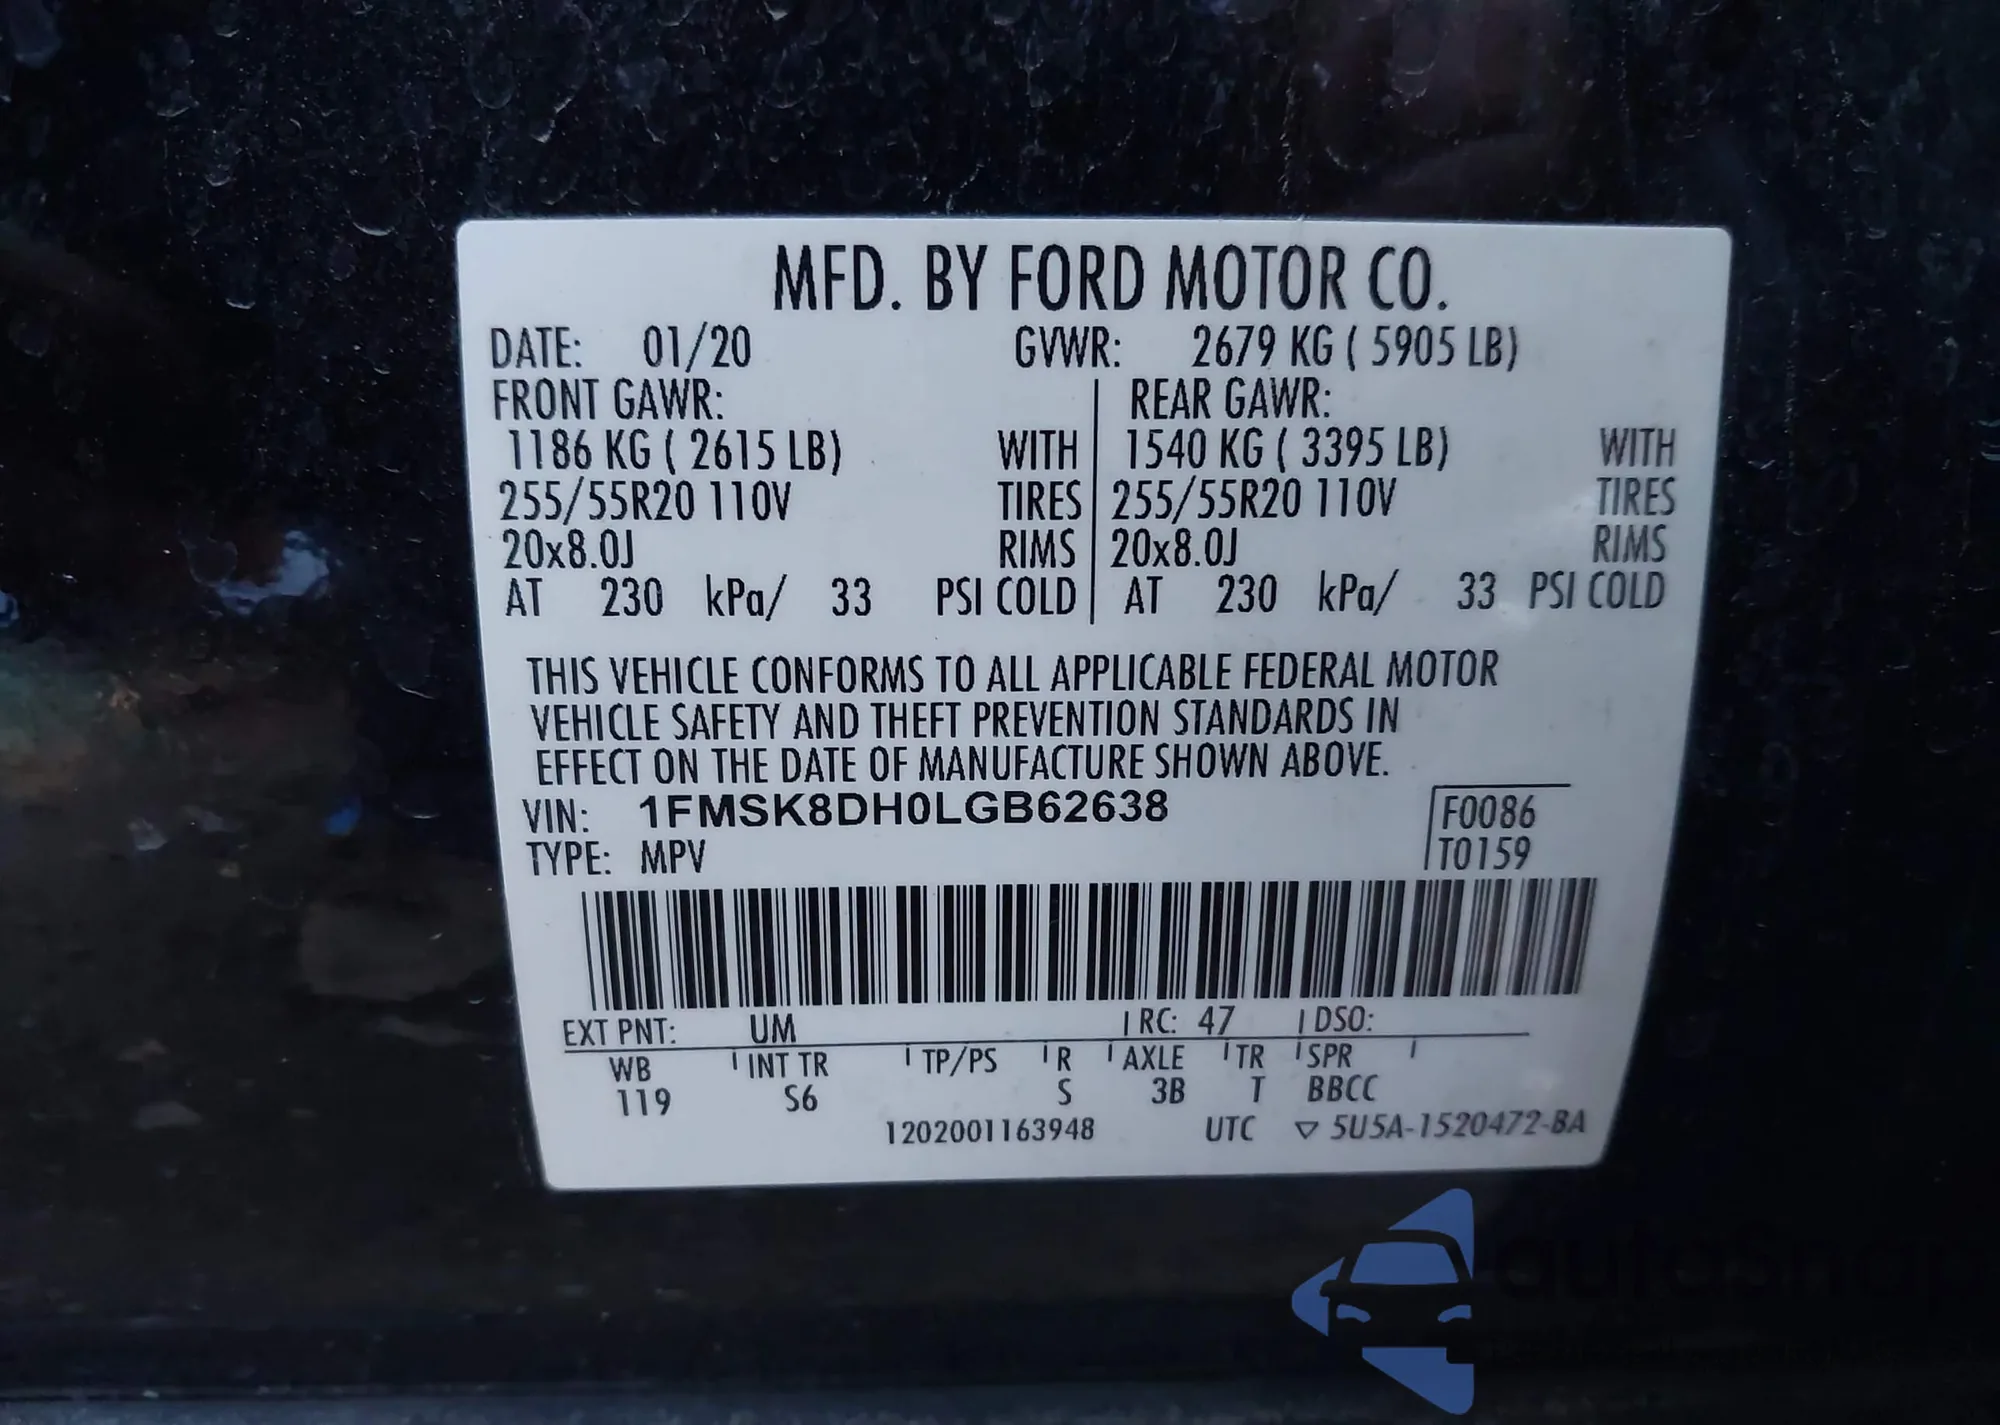 MFD. BY FORD MOTOR CO.
DATE: 01/20 GVWR: 2679 KG ( 5905 LB)
FRONT GAWR: REAR GAWR:
1186 KG ( 2615 LB) WITH 1540 KG ( 3395 LB) WITH
255/55R20 110V TIRES 255/55R20 110V TIRES
20x8.0J RIMS 20x8.0J RIMS
AT 230 kPa/ 33 PSI COLD AT 230 kPa/ 33 PSI COLD
THIS VEHICLE CONFORMS TO ALL APPLICABLE FEDERAL MOTOR
VEHICLE SAFETY AND THEFT PREVENTION STANDARDS IN
EFFECT ON THE DATE OF MANUFACTURE SHOWN ABOVE.
VIN: 1FMSK8DH0LGB62638 F0086
TYPE: MPV T0159
EXT PNT: UM RC: 47 DSO:
WB INT TR TP/PS R AXLE TR SPR
119 S6 S 3B T BBCC
1202001163948 UTC ▽ 5U5A-1520472-BA